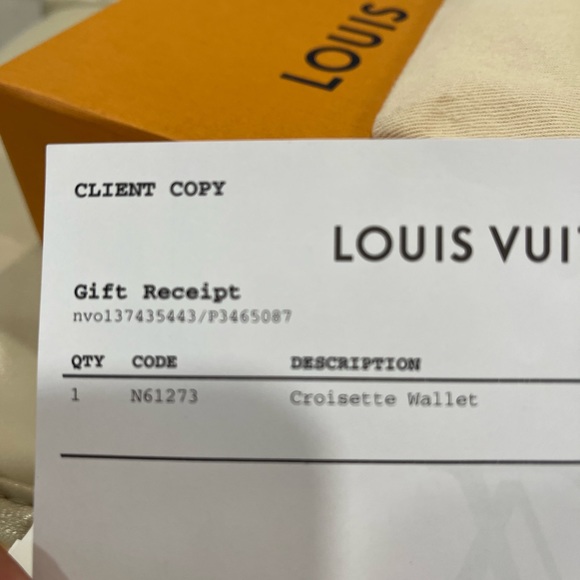 LOUIS
CLIENT COPY
LOUIS VUI
Gift Receipt
nvo137435443/P3465087
QTY CODE DESCRIPTION
1 N61273 Croisette Wallet